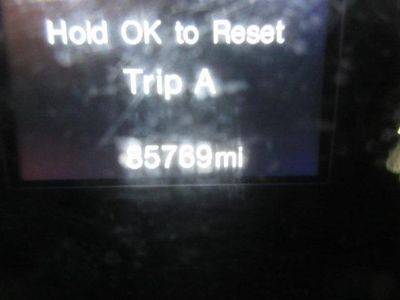 Hold OK to Reset
Trip A
85769mi